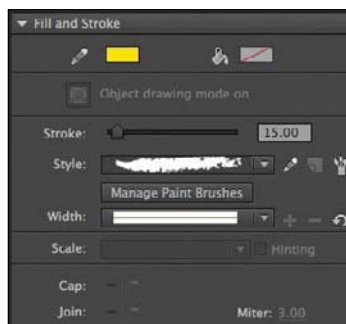 Fill and Stroke
Object drawing mode on
Stroke: 15.00
Style:
Manage Paint Brushes
Width:
Scale: Hinting
Cap:
Join: Miter: 3.00